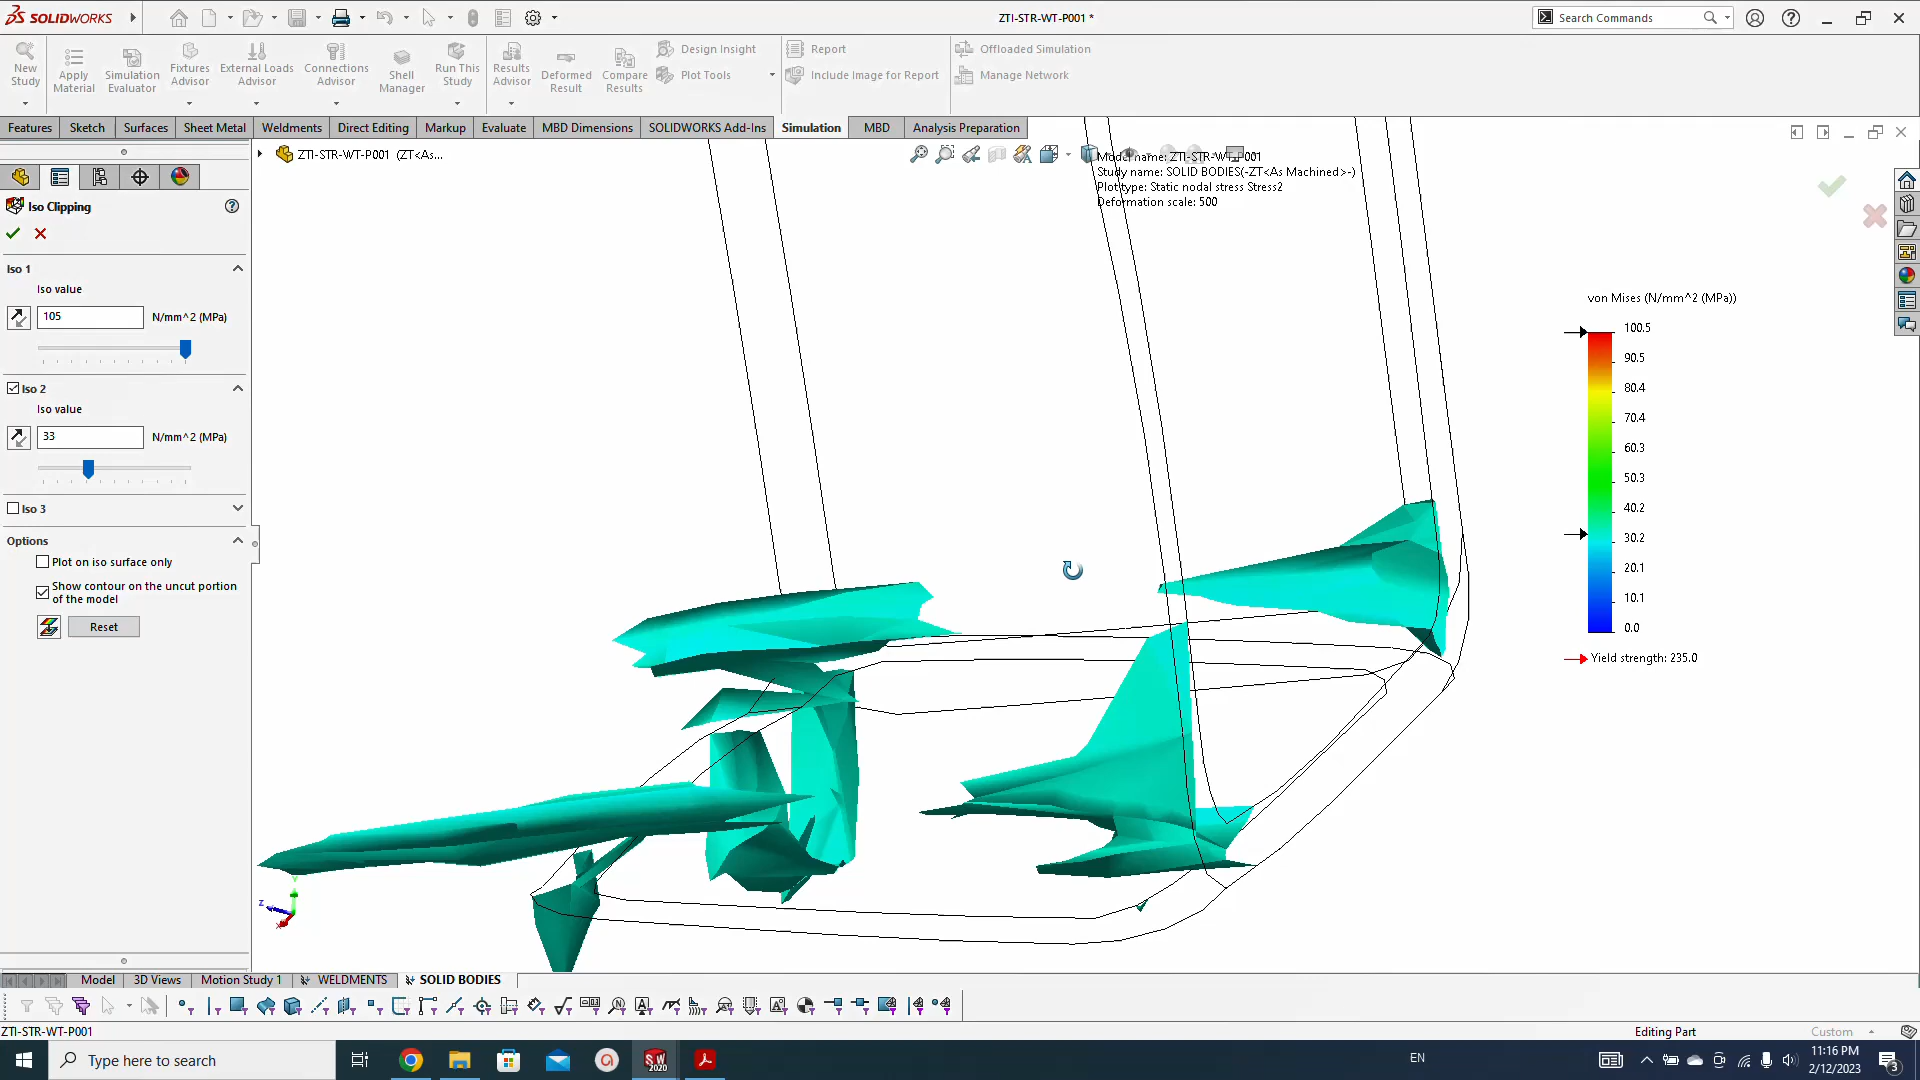 SOLIDWORKS
ZTI-STR-WT-P001 *
Search Commands
New Study
Apply Material
Simulation Evaluator
Fixtures Advisor
External Loads Advisor
Connections Advisor
Shell Manager
Run This Study
Results Advisor
Deformed Result
Compare Results
Design Insight
Plot Tools
Report
Include Image for Report
Offloaded Simulation
Manage Network
Features
Sketch
Surfaces
Sheet Metal
Weldments
Direct Editing
Markup
Evaluate
MBD Dimensions
SOLIDWORKS Add-Ins
Simulation
MBD
Analysis Preparation
ZTI-STR-WT-P001 (ZT<As...
Model name: ZTI-STR-WT-P001
Study name: SOLID BODIES(-ZT<As Machined>-)
Plot type: Static nodal stress Stress2
Deformation scale: 500
Iso Clipping
Iso 1
Iso value
105
N/mm^2 (MPa)
Iso 2
Iso value
33
N/mm^2 (MPa)
Iso 3
Options
Plot on iso surface only
Show contour on the uncut portion
of the model
Reset
von Mises (N/mm^2 (MPa))
100.5
90.5
80.4
70.4
60.3
50.3
40.2
30.2
20.1
10.1
0.0
Yield strength: 235.0
Y
Z
X
Model
3D Views
Motion Study 1
WELDMENTS
SOLID BODIES
ZTI-STR-WT-P001
Editing Part
Custom
Type here to search
SW
2020
EN
11:16 PM
2/12/2023
3